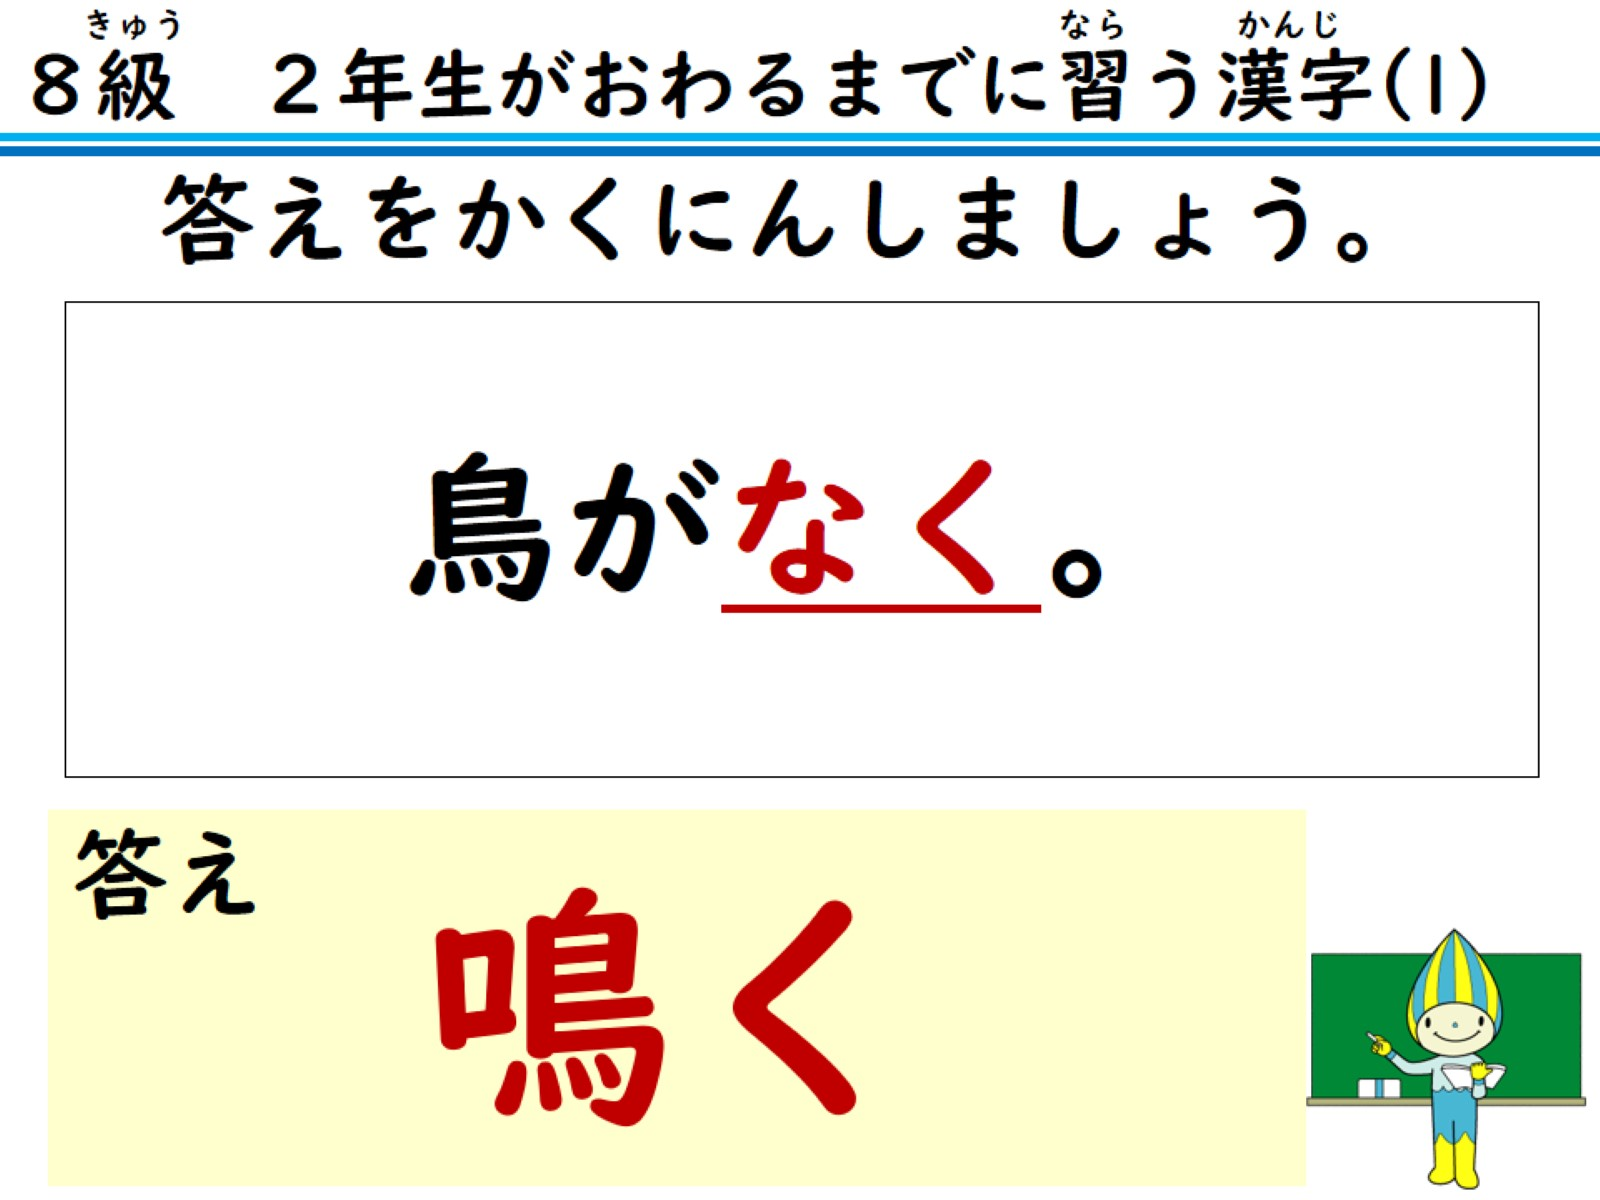 きゅう なら かんじ
８級　２年生がおわるまでに習う漢字(1)
答えをかくにんしましょう。
鳥がなく。
答え
鳴く